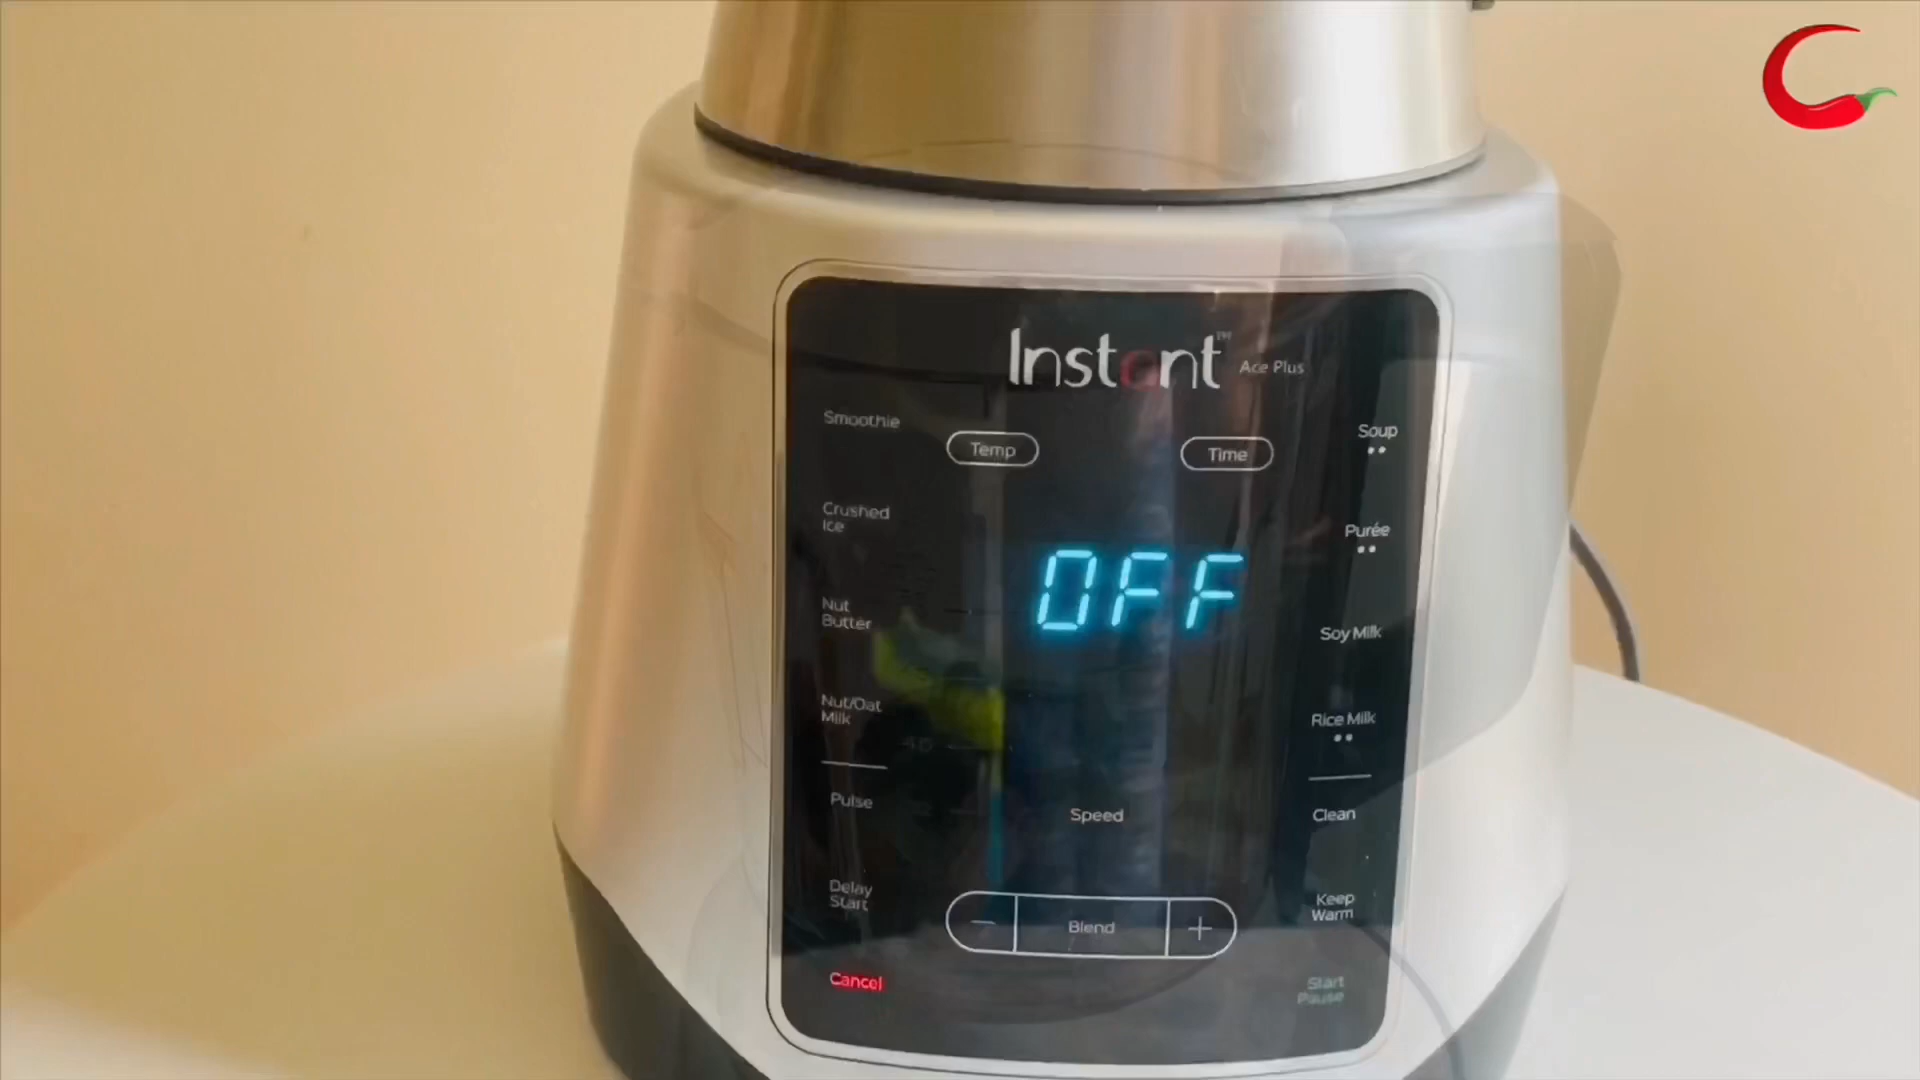 Instant™ Ace Plus
Smoothie
Temp
Time
Soup
Crushed
Ice
Purée
OFF
Nut
Butter
Soy Milk
Nut/Oat
Milk
Rice Milk
Pulse
Speed
Clean
Delay
Start
− Blend +
Keep
Warm
Cancel
Start
Pause